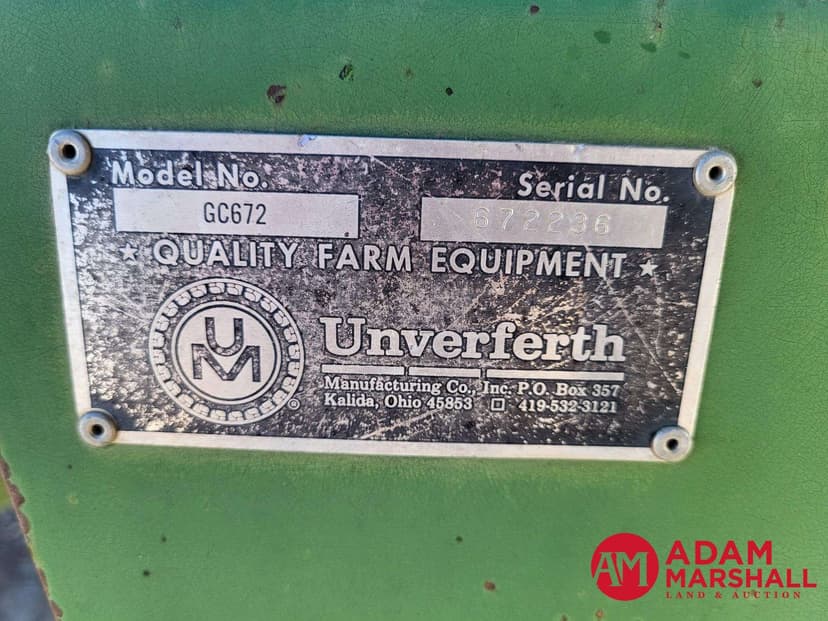 Model No. Serial No.
GC672 672236
★ QUALITY FARM EQUIPMENT ★
UM Unverferth
®
Manufacturing Co., Inc. P.O. Box 357
Kalida, Ohio 45853 □ 419-532-3121
AM ADAM
MARSHALL
LAND & AUCTION